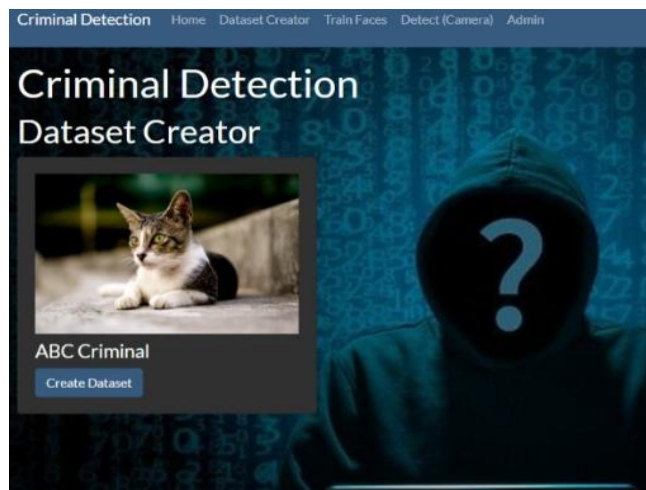 Criminal Detection Home Dataset Creator Train Faces Detect (Camera) Admin
Criminal Detection
Dataset Creator
?
ABC Criminal
Create Dataset